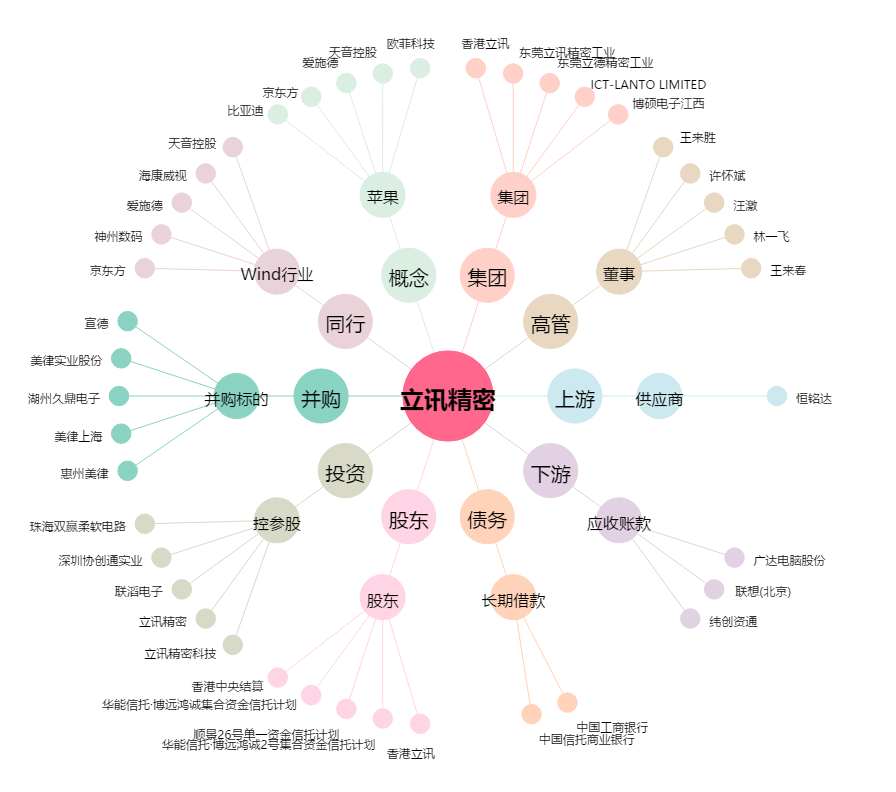 欧菲科技
香港立讯
天音控股
东莞立讯精密工业
爱施德
东莞立德精密工业
京东方
ICT-LANTO LIMITED
比亚迪
博硕电子江西
天音控股
王来胜
海康威视
许怀斌
苹果
集团
爱施德
汪激
神州数码
林一飞
京东方
Wind行业
概念
集团
董事
王来春
宣德
同行
高管
美律实业股份
湖州久鼎电子
并购标的
并购
立讯精密
上游
供应商
恒铭达
美律上海
惠州美律
投资
下游
珠海双赢柔软电路
控参股
股东
债务
应收账款
深圳协创通实业
广达电脑股份
联滔电子
联想(北京)
股东
长期借款
立讯精密
纬创资通
立讯精密科技
香港中央结算
华能信托·博远鸿诚集合资金信托计划
中国工商银行
顺景26号单一资金信托计划
中国信托商业银行
华能信托·博远鸿诚2号集合资金信托计划
香港立讯